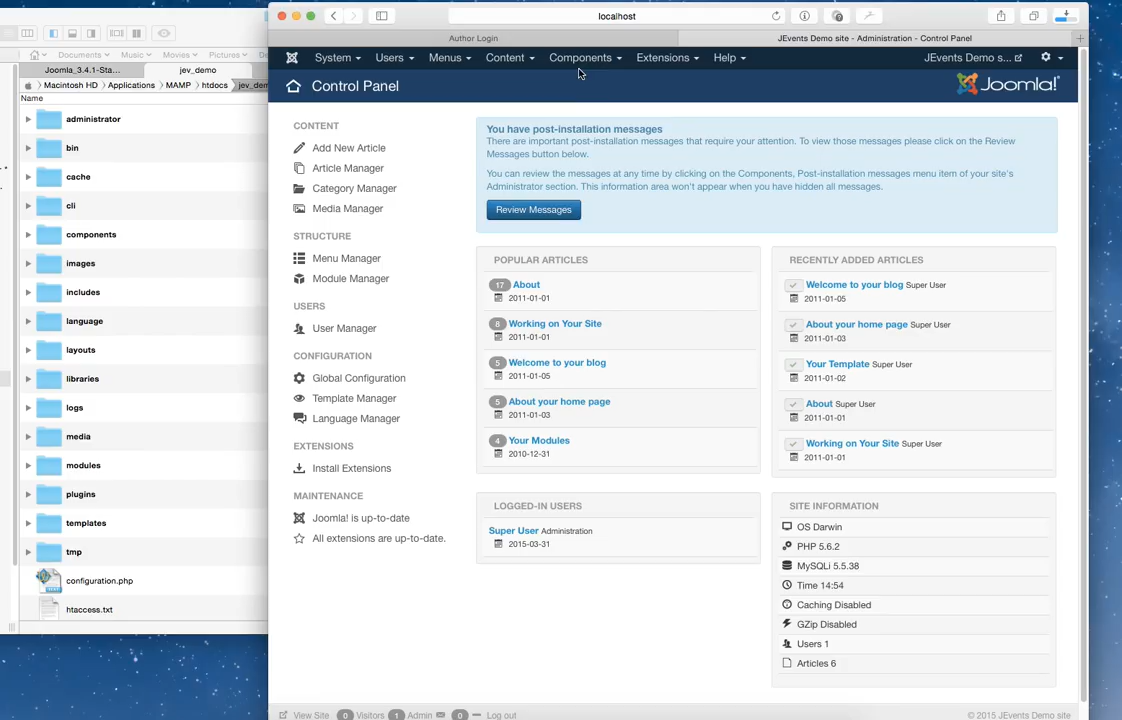 localhost
Author Login
JEvents Demo site - Administration - Control Panel
System Users Menus Content Components Extensions Help JEvents Demo s...
Control Panel
Joomla!
Documents Music Movies Pictures
Joomla_3.4.1-Sta...
jev_demo
Macintosh HD Applications MAMP htdocs jev_dem
Name
administrator
bin
cache
cli
components
images
includes
language
layouts
libraries
logs
media
modules
plugins
templates
tmp
configuration.php
htaccess.txt
CONTENT
Add New Article
Article Manager
Category Manager
Media Manager
STRUCTURE
Menu Manager
Module Manager
USERS
User Manager
CONFIGURATION
Global Configuration
Template Manager
Language Manager
EXTENSIONS
Install Extensions
MAINTENANCE
Joomla! is up-to-date
All extensions are up-to-date.
You have post-installation messages
There are important post-installation messages that require your attention. To view those messages please click on the Review
Messages button below.
You can review the messages at any time by clicking on the Components, Post-installation messages menu item of your site's
Administrator section. This information area won't appear when you have hidden all messages.
Review Messages
POPULAR ARTICLES
17 About
2011-01-01
8 Working on Your Site
2011-01-01
5 Welcome to your blog
2011-01-05
5 About your home page
2011-01-03
4 Your Modules
2010-12-31
RECENTLY ADDED ARTICLES
Welcome to your blog Super User
2011-01-05
About your home page Super User
2011-01-03
Your Template Super User
2011-01-02
About Super User
2011-01-01
Working on Your Site Super User
2011-01-01
LOGGED-IN USERS
Super User Administration
2015-03-31
SITE INFORMATION
OS Darwin
PHP 5.6.2
MySQLi 5.5.38
Time 14:54
Caching Disabled
GZip Disabled
Users 1
Articles 6
View Site 0 Visitors 1 Admin 0 Log out
© 2015 JEvents Demo site